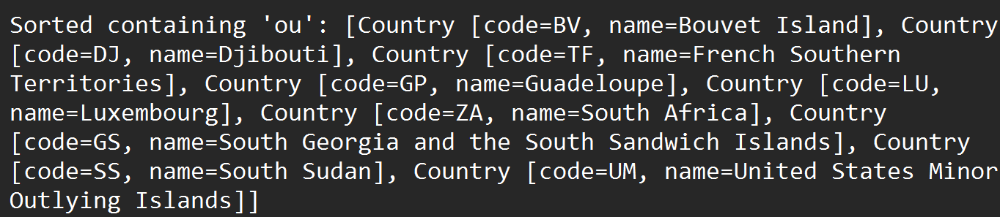 Sorted containing 'ou': [Country [code=BV, name=Bouvet Island], Country
[code=DJ, name=Djibouti], Country [code=TF, name=French Southern
Territories], Country [code=GP, name=Guadeloupe], Country [code=LU,
name=Luxembourg], Country [code=ZA, name=South Africa], Country
[code=GS, name=South Georgia and the South Sandwich Islands], Country
[code=SS, name=South Sudan], Country [code=UM, name=United States Minor
Outlying Islands]]